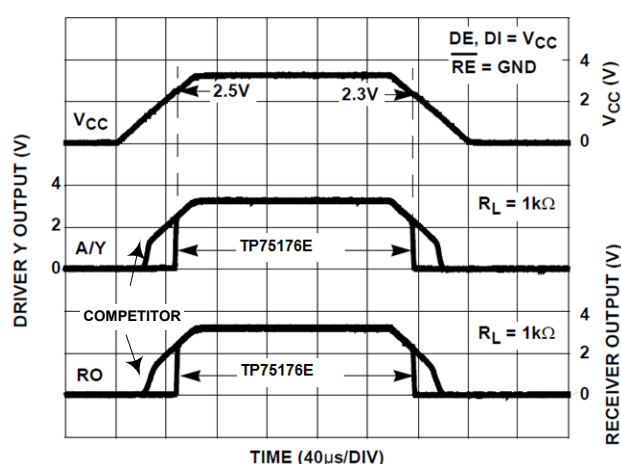 DE, DI = VCC
RE = GND
4
2
0
VCC (V)
2.5V
2.3V
VCC
DRIVER Y OUTPUT (V)
4
2
0
A/Y
RL = 1kΩ
TP75176E
COMPETITOR
RO
RL = 1kΩ
TP75176E
4
2
0
RECEIVER OUTPUT (V)
TIME (40µs/DIV)